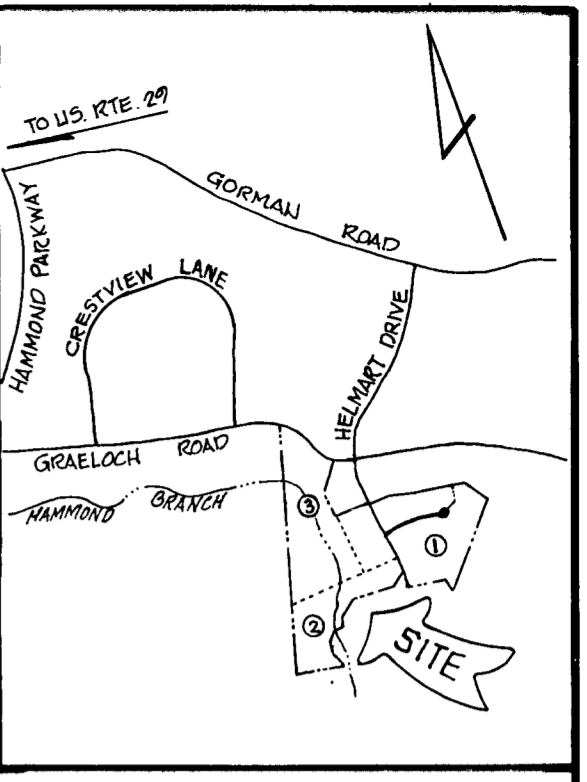 TO U.S. RTE. 29
GORMAN ROAD
HAMMOND PARKWAY
CRESTVIEW LANE
HELMART DRIVE
GRAELOCH ROAD
HAMMOND BRANCH
3
1
2
SITE